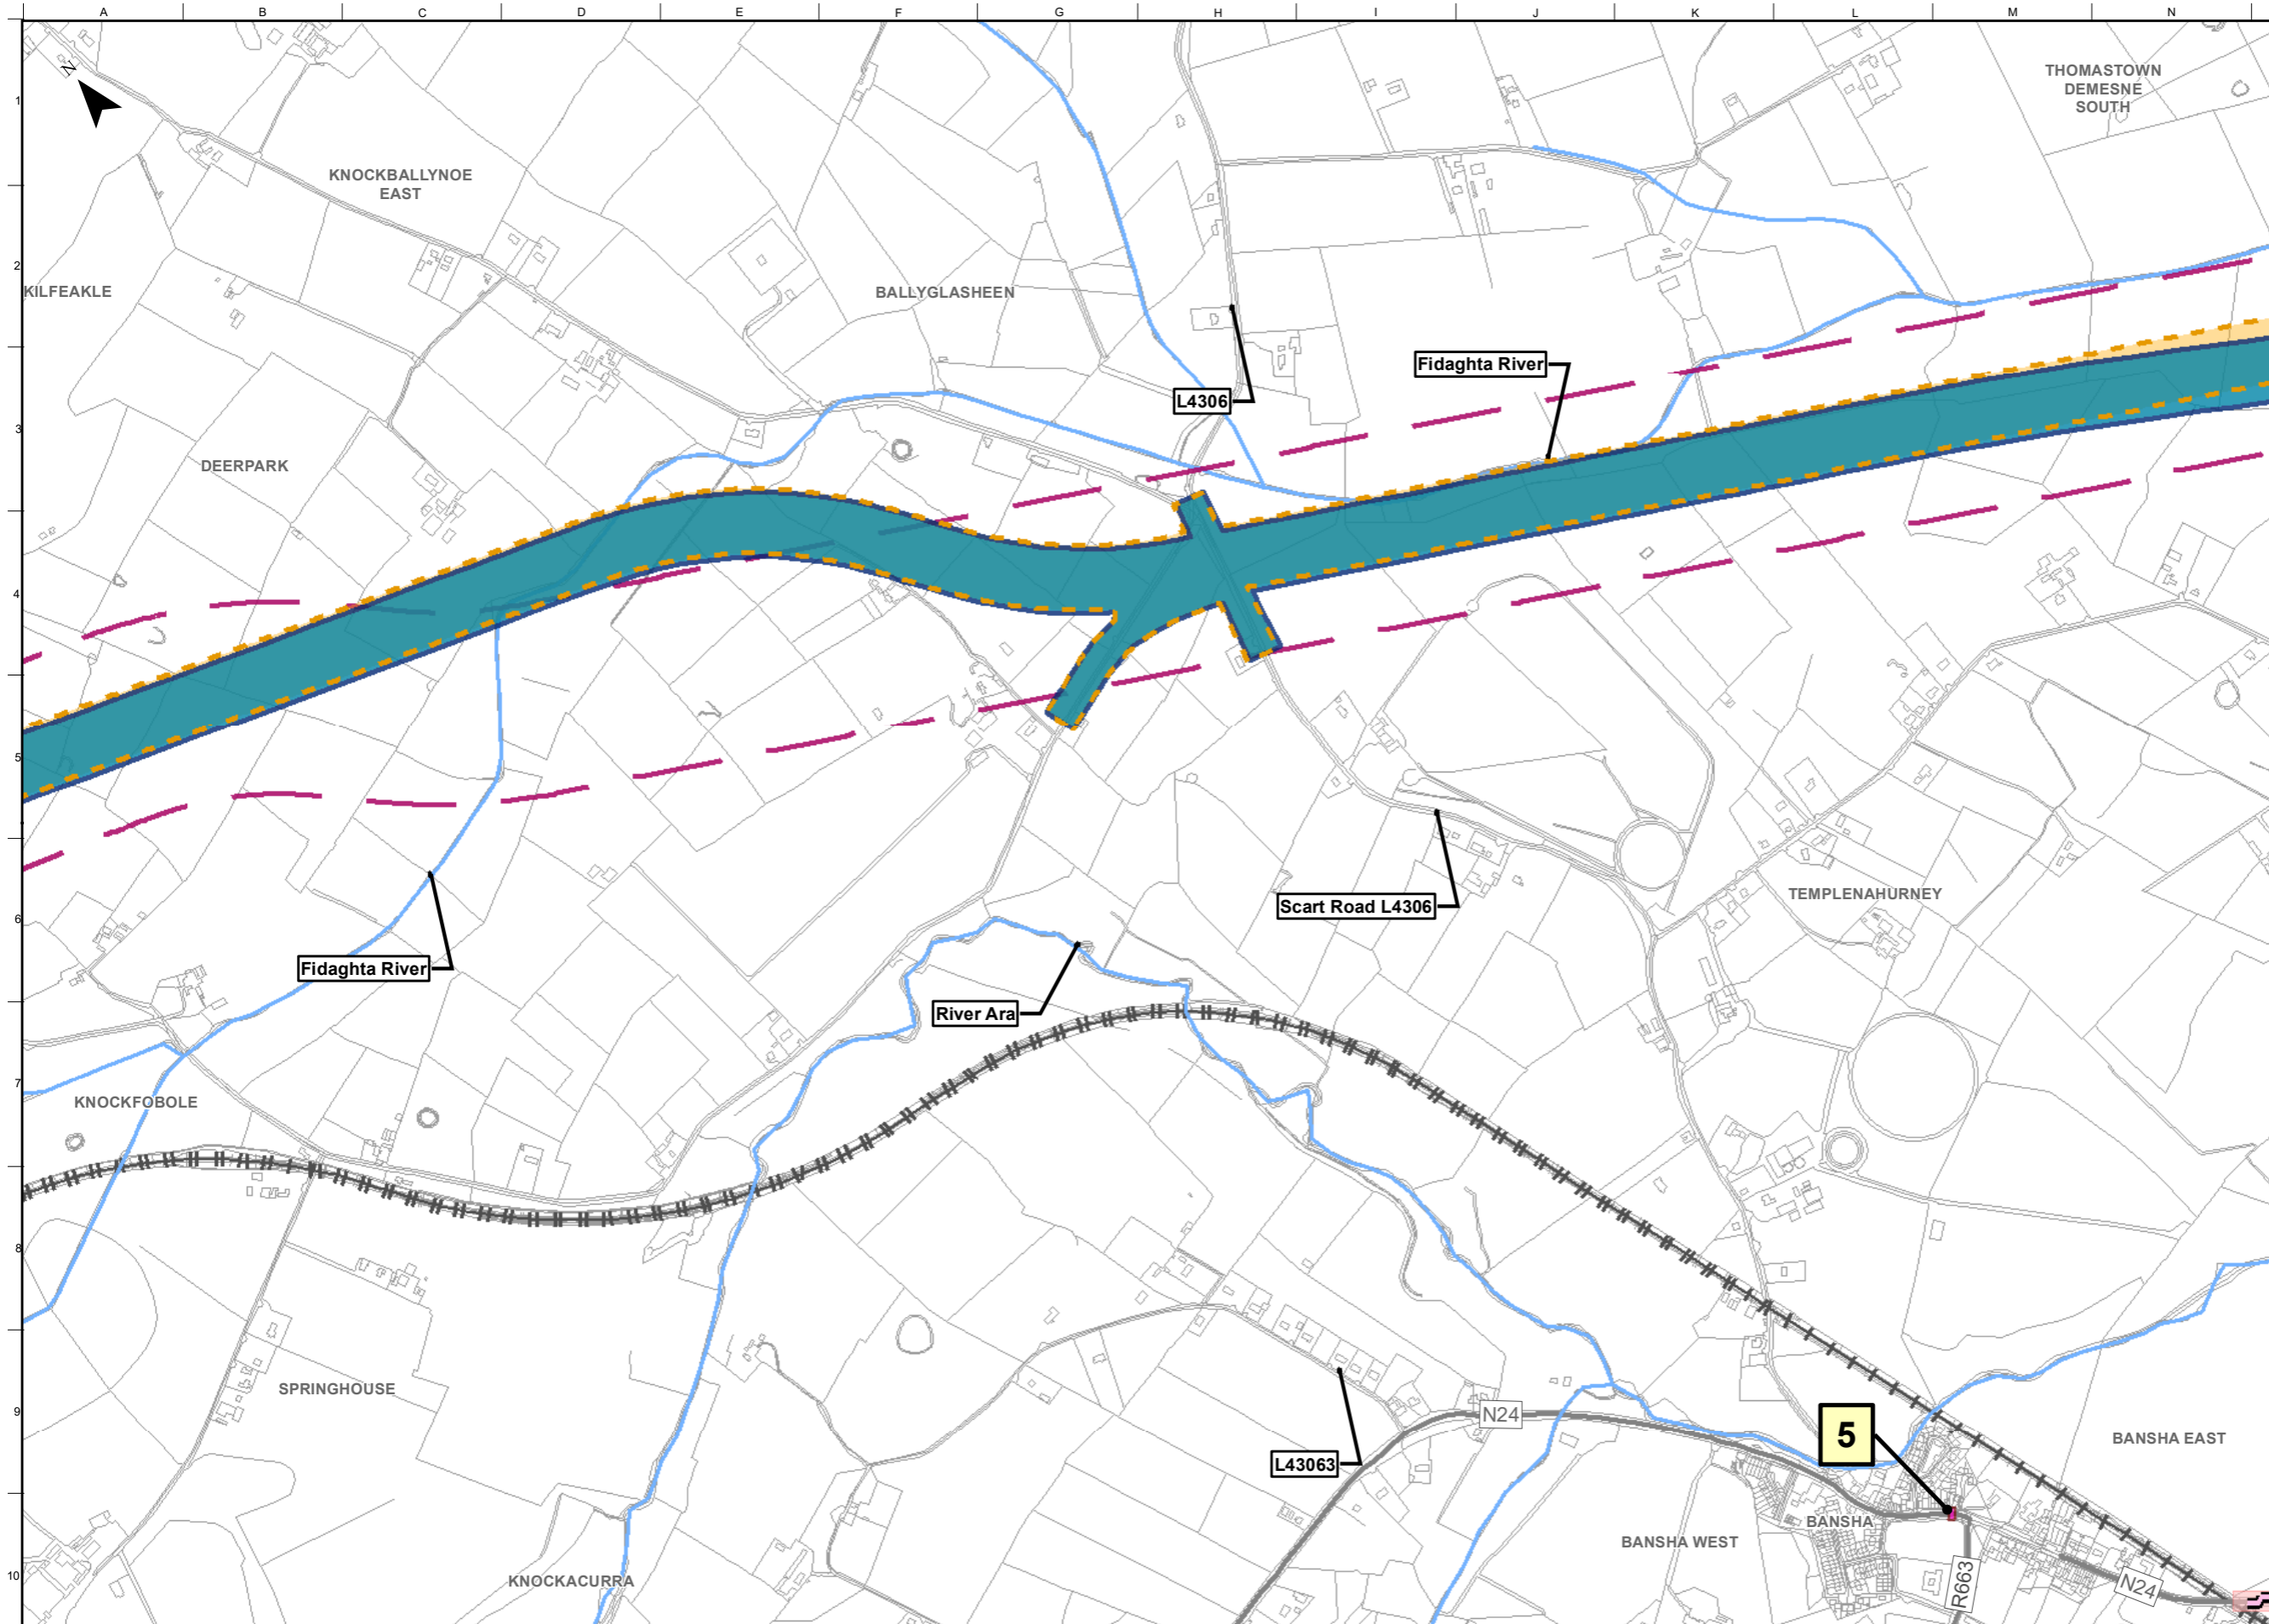 A B C D E F G H I J K L M N
N
1
THOMASTOWN
DEMESNE
SOUTH
KNOCKBALLYNOE
EAST
2
KILFEAKLE
BALLYGLASHEEN
Fidaghta River
L4306
3
DEERPARK
4
5
6
TEMPLENAHURNEY
Scart Road L4306
Fidaghta River
River Ara
7
KNOCKFOBOLE
8
SPRINGHOUSE
9
N24
5
BANSHA EAST
L43063
BANSHA
BANSHA WEST
10
KNOCKACURRA
R663
N24